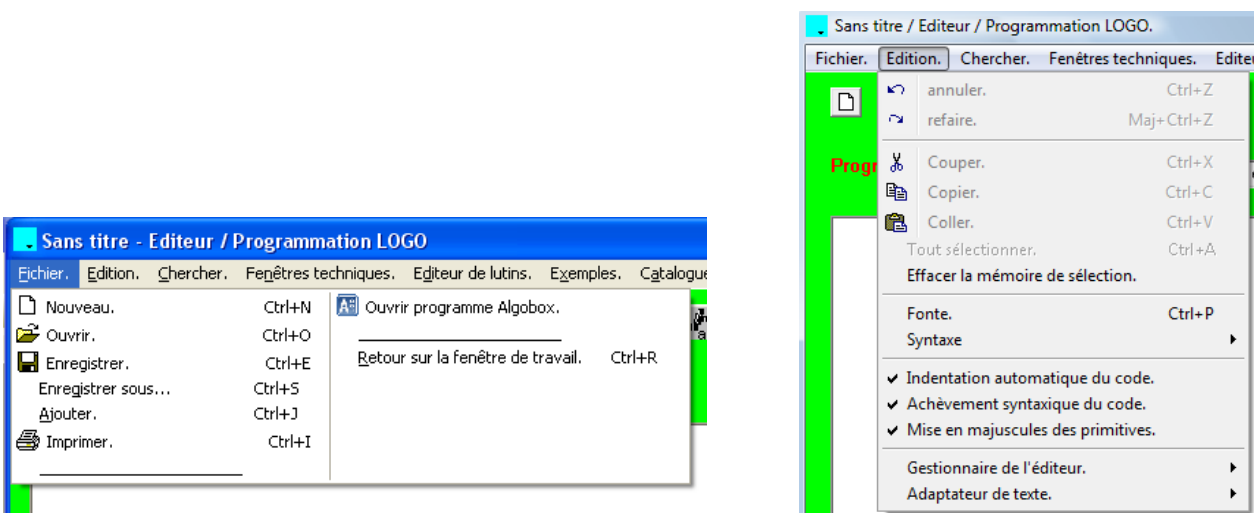 Sans titre - Editeur / Programmation LOGO
Fichier. Edition. Chercher. Fenêtres techniques. Editeur de lutins. Exemples. Catalogue
Nouveau. Ctrl+N
Ouvrir. Ctrl+O
Enregistrer. Ctrl+E
Enregistrer sous... Ctrl+S
Ajouter. Ctrl+J
Imprimer. Ctrl+I
Ouvrir programme Algobox.
Retour sur la fenêtre de travail. Ctrl+R
a
Sans titre / Editeur / Programmation LOGO.
Fichier. Edition. Chercher. Fenêtres techniques. Editeu
Progr
annuler. Ctrl+Z
refaire. Maj+Ctrl+Z
Couper. Ctrl+X
Copier. Ctrl+C
Coller. Ctrl+V
Tout sélectionner. Ctrl+A
Effacer la mémoire de sélection.
Fonte. Ctrl+P
Syntaxe
Indentation automatique du code.
Achèvement syntaxique du code.
Mise en majuscules des primitives.
Gestionnaire de l'éditeur.
Adaptateur de texte.